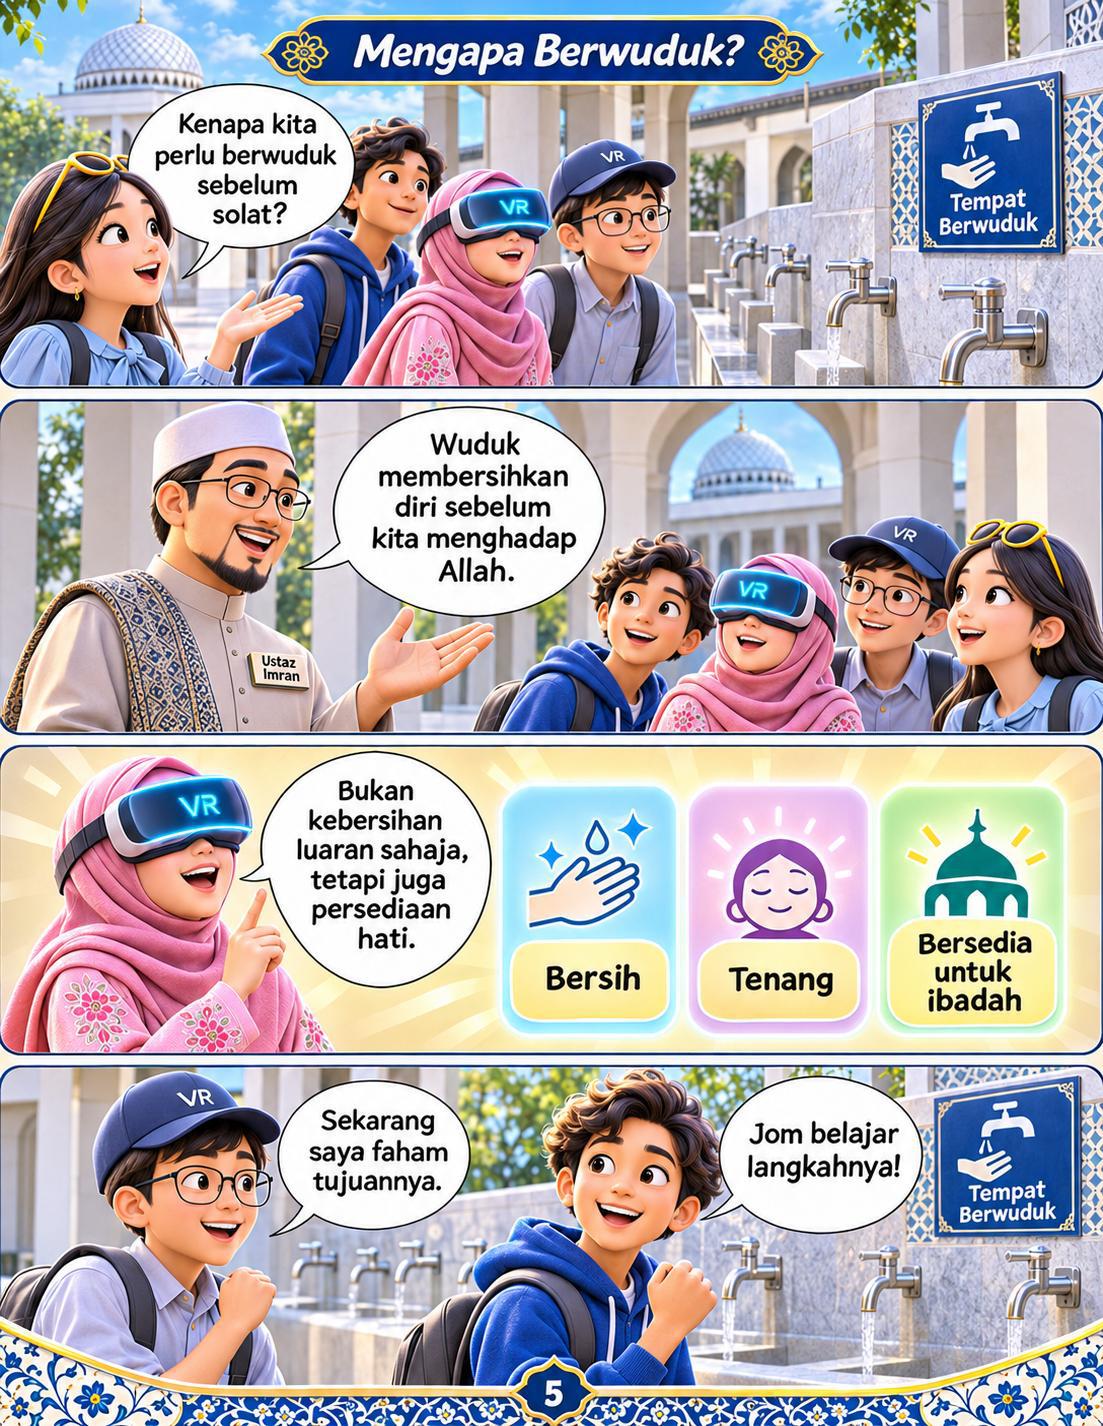 Mengapa Berwuduk?
Kenapa kita
perlu berwuduk
sebelum
solat?
VR
VR
Tempat
Berwuduk
Wuduk
membersihkan
diri sebelum
kita menghadap
Allah.
Ustaz
Imran
VR
VR
VR
Bukan
kebersihan
luaran sahaja,
tetapi juga
persediaan
hati.
Bersih
Tenang
Bersedia
untuk
ibadah
VR
Sekarang
saya faham
tujuannya.
Jom belajar
langkahnya!
Tempat
Berwuduk
5